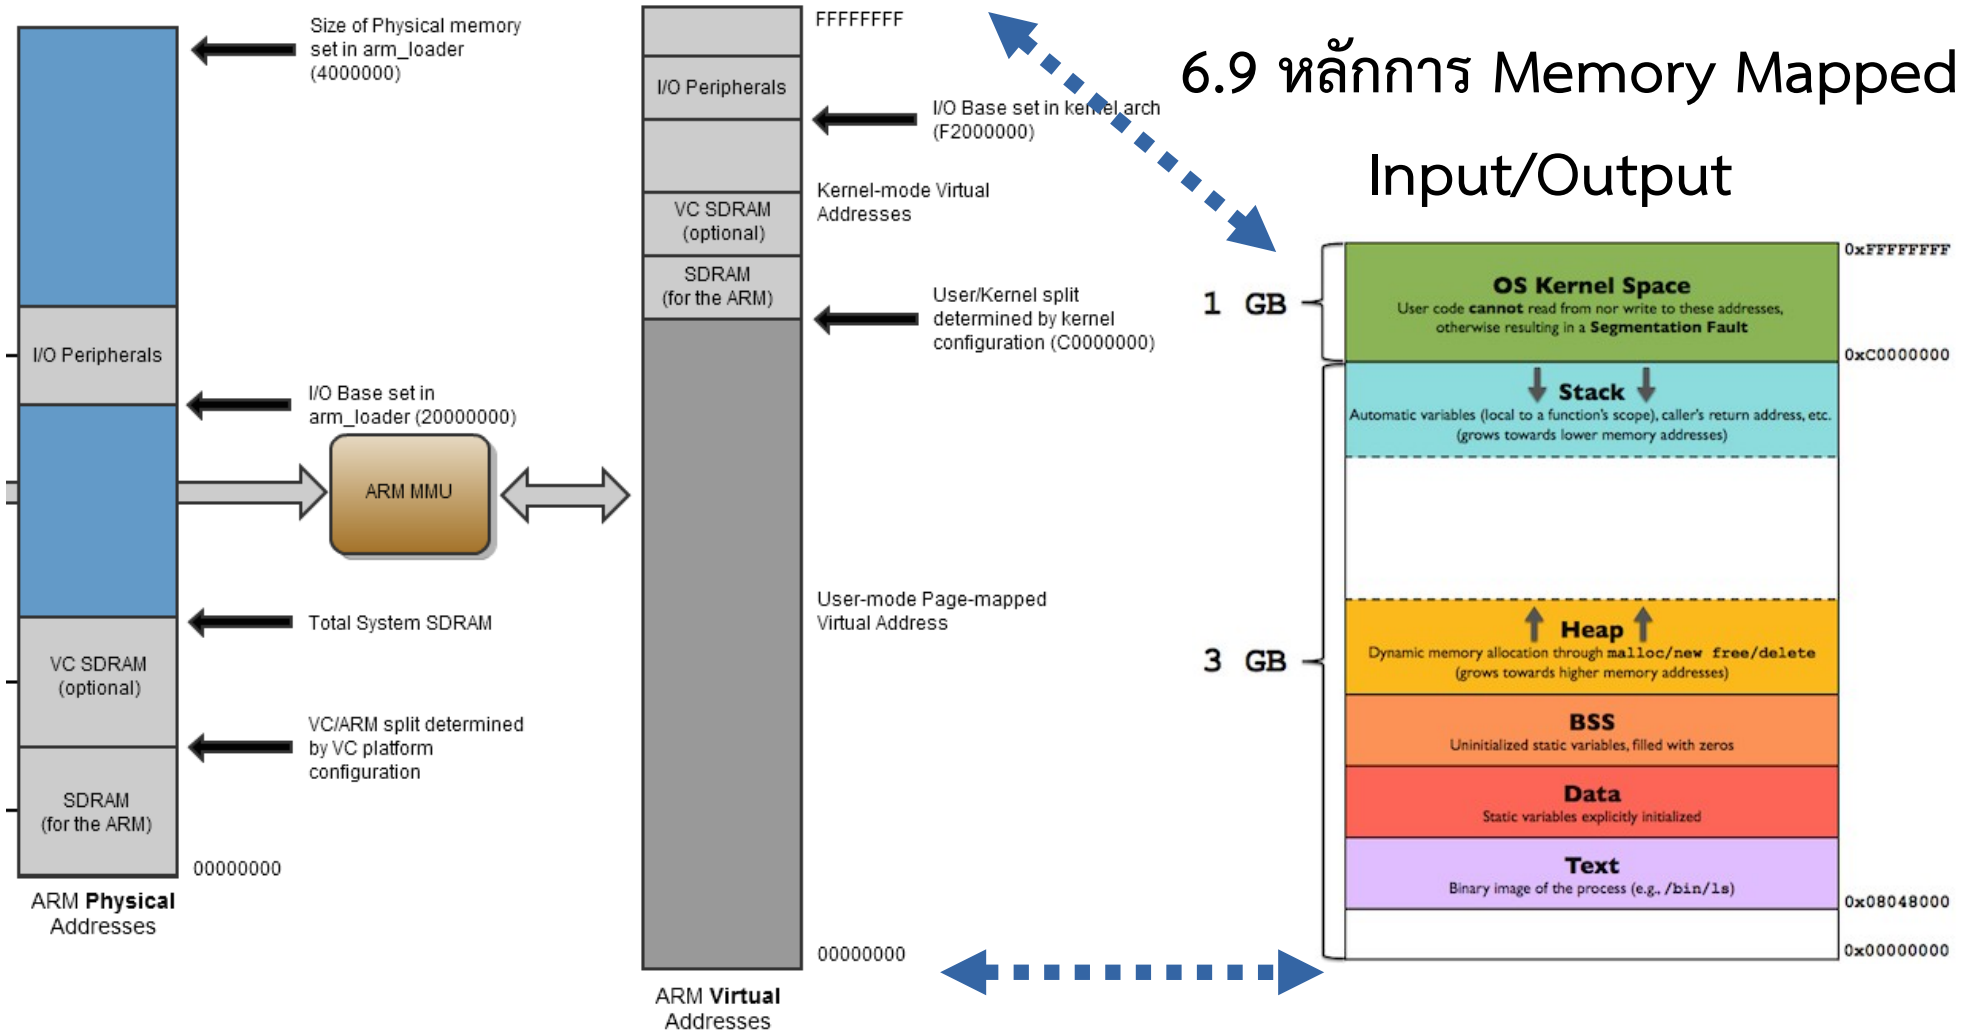 6.9 หลักการ Memory Mapped
Input/Output
Size of Physical memory
set in arm_loader
(4000000)
I/O Peripherals
I/O Base set in
arm_loader (20000000)
ARM MMU
Total System SDRAM
VC SDRAM
(optional)
VC/ARM split determined
by VC platform
configuration
SDRAM
(for the ARM)
00000000
ARM Physical
Addresses
FFFFFFFF
I/O Peripherals
I/O Base set in kernel arch
(F2000000)
Kernel-mode Virtual
Addresses
VC SDRAM
(optional)
SDRAM
(for the ARM)
User/Kernel split
determined by kernel
configuration (C0000000)
User-mode Page-mapped
Virtual Address
00000000
ARM Virtual
Addresses
1 GB
3 GB
0xFFFFFFFF
OS Kernel Space
User code cannot read from nor write to these addresses,
otherwise resulting in a Segmentation Fault
0xC0000000
Stack
Automatic variables (local to a function's scope), caller's return address, etc.
(grows towards lower memory addresses)
Heap
Dynamic memory allocation through malloc/new free/delete
(grows towards higher memory addresses)
BSS
Uninitialized static variables, filled with zeros
Data
Static variables explicitly initialized
Text
Binary image of the process (e.g., /bin/ls)
0x08048000
0x00000000